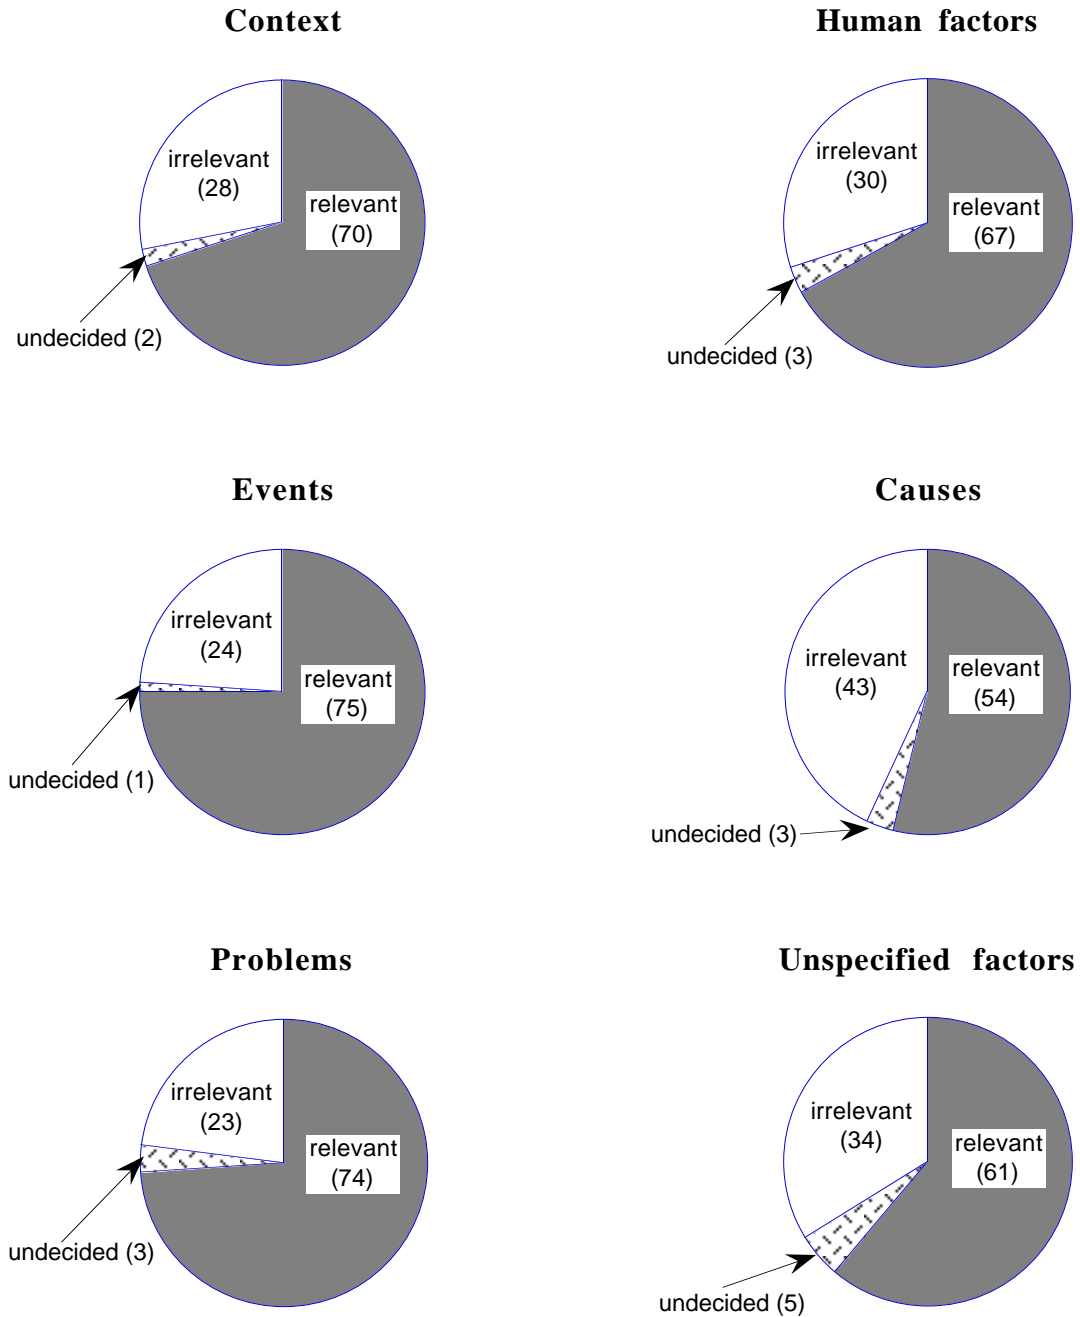 Context
irrelevant
(28)
relevant
(70)
undecided (2)
Human factors
irrelevant
(30)
relevant
(67)
undecided (3)
Events
irrelevant
(24)
relevant
(75)
undecided (1)
Causes
irrelevant
(43)
relevant
(54)
undecided (3)
Problems
irrelevant
(23)
relevant
(74)
undecided (3)
Unspecified factors
irrelevant
(34)
relevant
(61)
undecided (5)